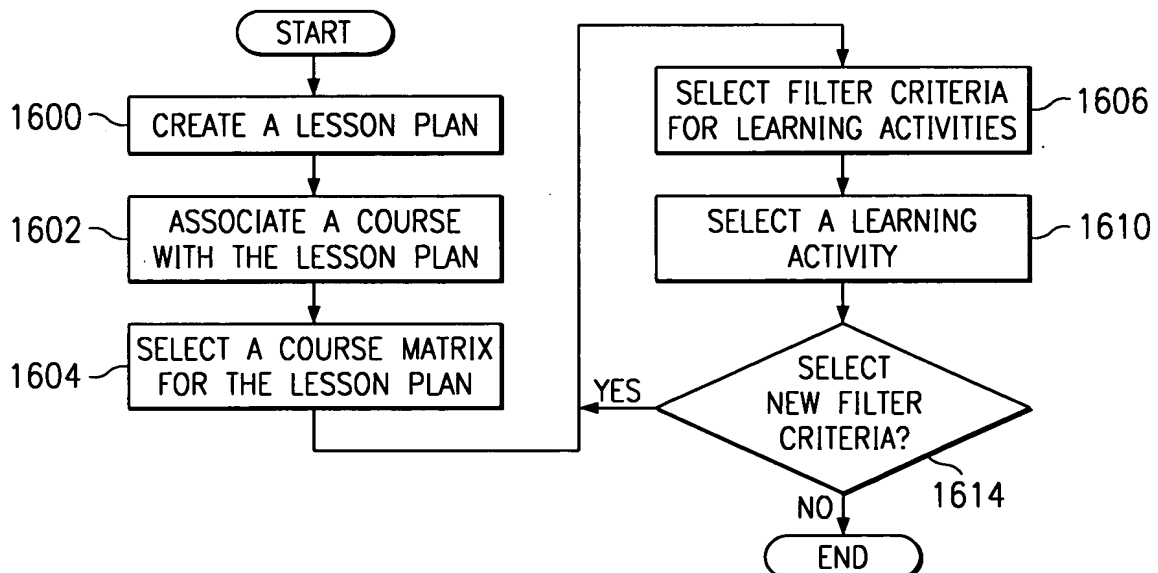 START
1600
CREATE A LESSON PLAN
1602
ASSOCIATE A COURSE
WITH THE LESSON PLAN
1604
SELECT A COURSE MATRIX
FOR THE LESSON PLAN
SELECT FILTER CRITERIA
FOR LEARNING ACTIVITIES
1606
SELECT A LEARNING
ACTIVITY
1610
SELECT
NEW FILTER
CRITERIA?
YES
1614
NO
END